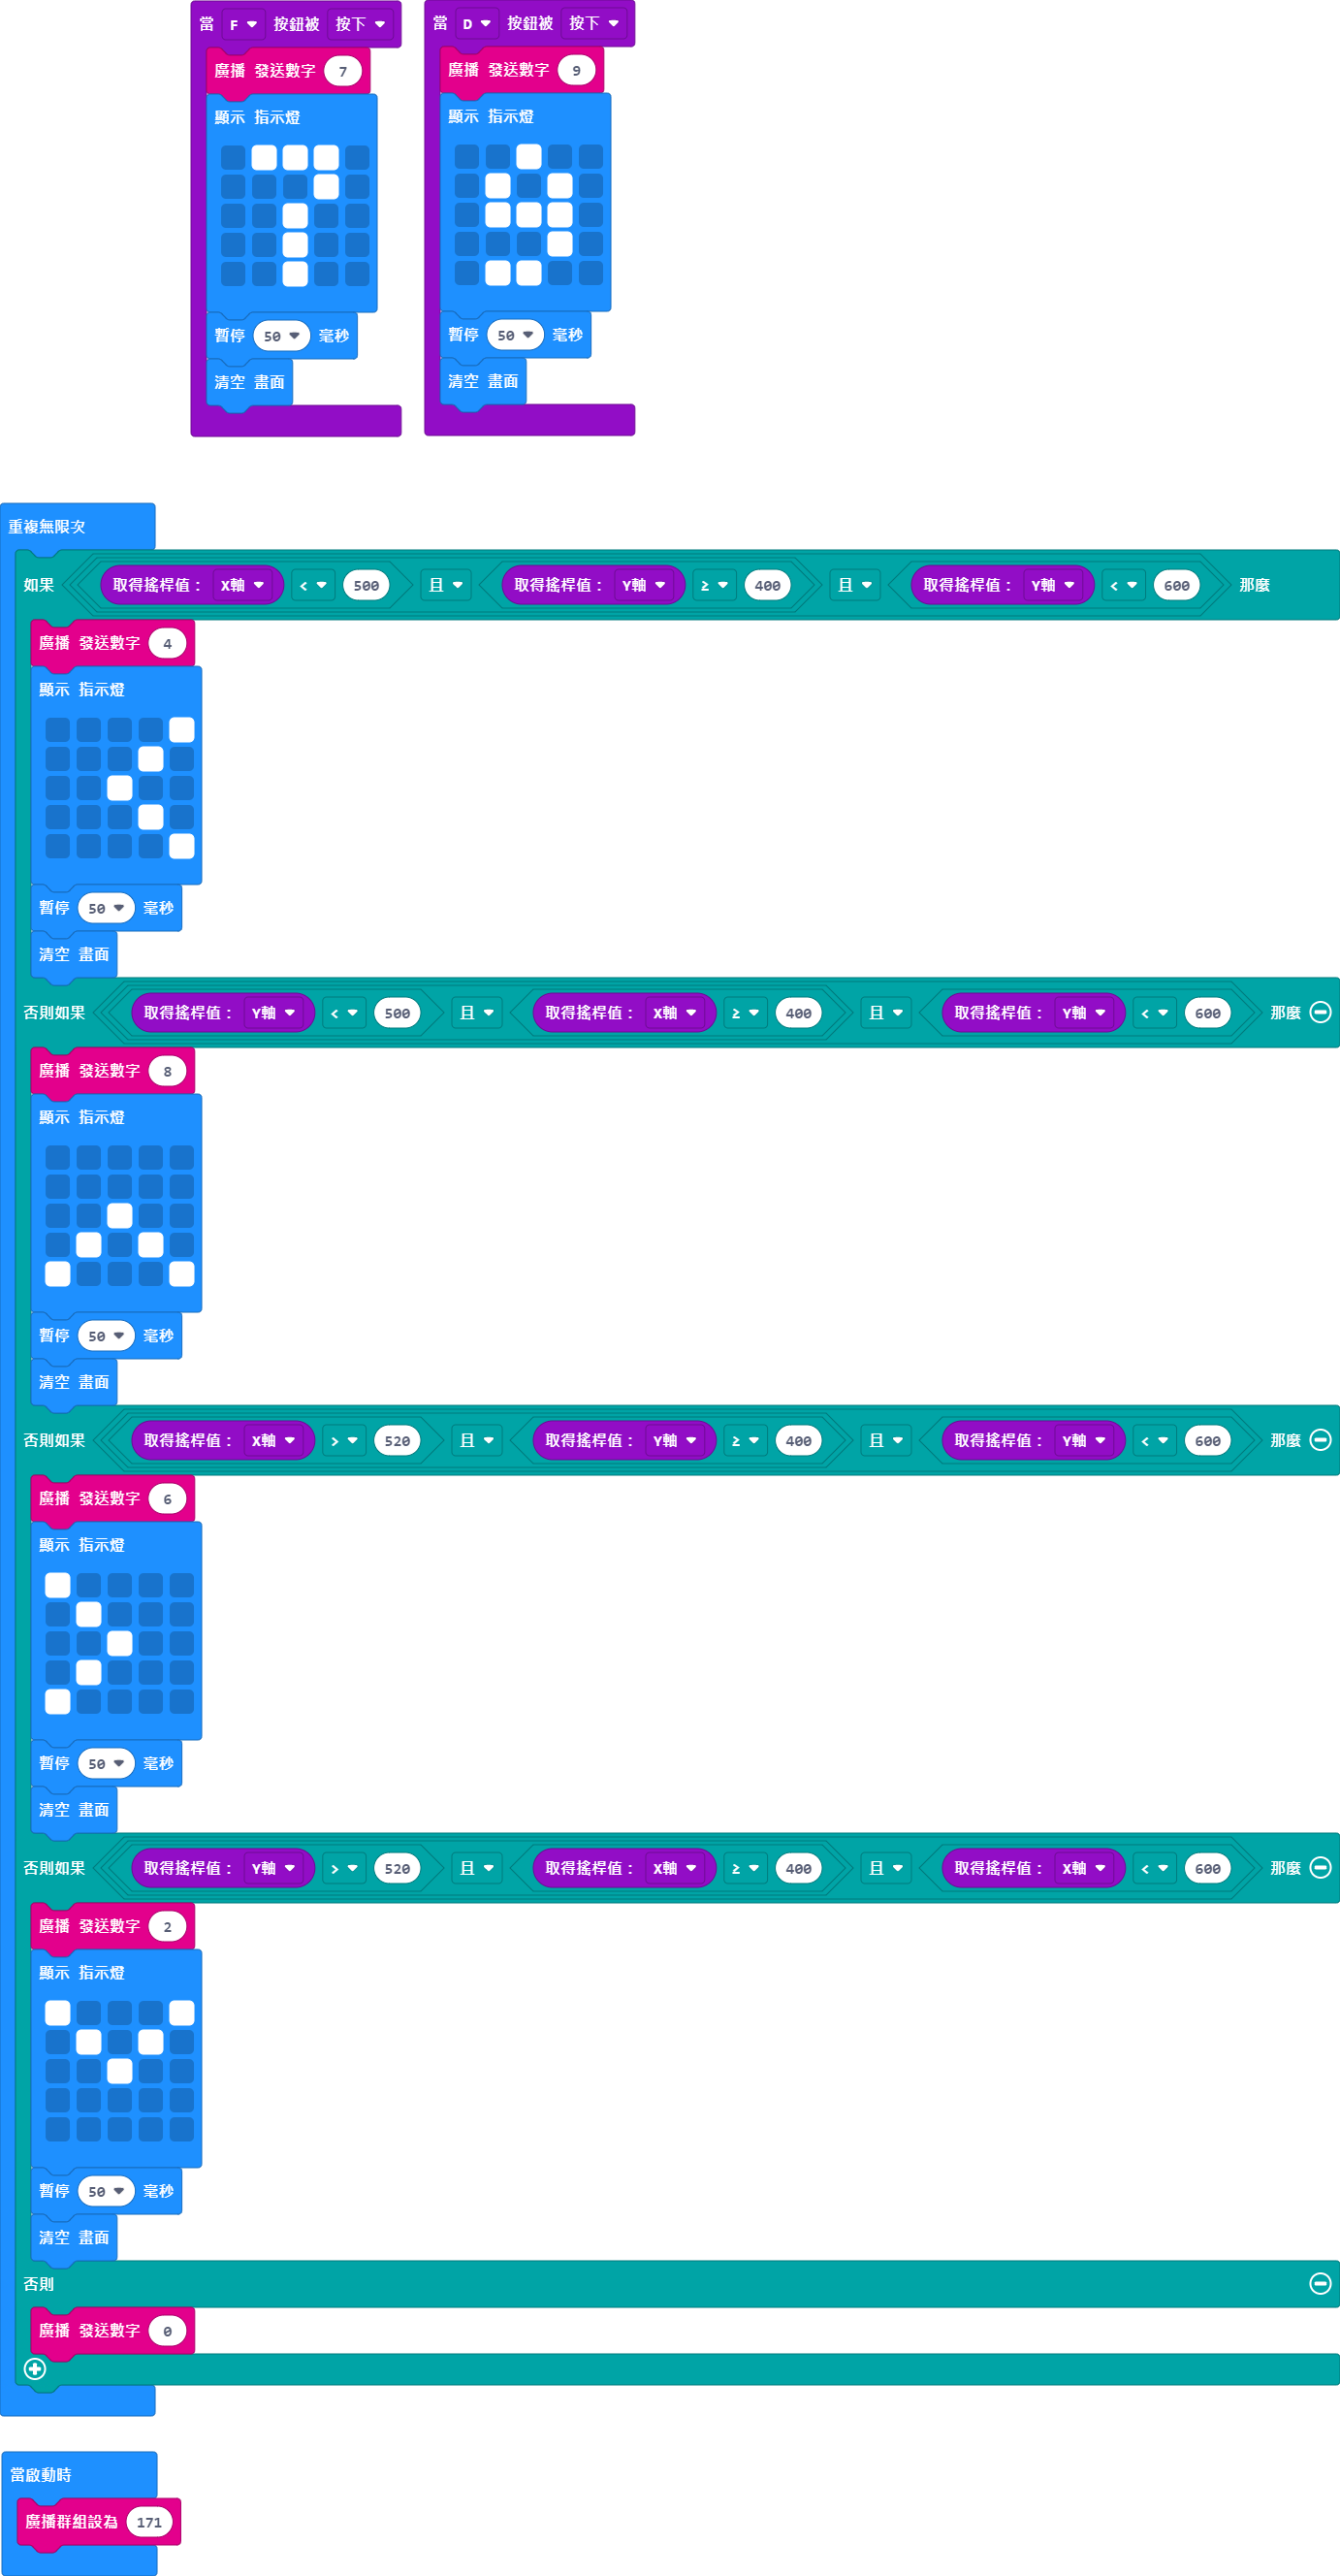 當 F 按鈕被 按下
廣播 發送數字 7
顯示 指示燈
暫停 50 毫秒
清空 畫面
當 D 按鈕被 按下
廣播 發送數字 9
顯示 指示燈
暫停 50 毫秒
清空 畫面
重複無限次
如果 取得搖桿值： X軸 < 500 且 取得搖桿值： Y軸 ≥ 400 且 取得搖桿值： Y軸 < 600 那麼
廣播 發送數字 4
顯示 指示燈
暫停 50 毫秒
清空 畫面
否則如果 取得搖桿值： Y軸 < 500 且 取得搖桿值： X軸 ≥ 400 且 取得搖桿值： Y軸 < 600 那麼
廣播 發送數字 8
顯示 指示燈
暫停 50 毫秒
清空 畫面
否則如果 取得搖桿值： X軸 > 520 且 取得搖桿值： Y軸 ≥ 400 且 取得搖桿值： Y軸 < 600 那麼
廣播 發送數字 6
顯示 指示燈
暫停 50 毫秒
清空 畫面
否則如果 取得搖桿值： Y軸 > 520 且 取得搖桿值： X軸 ≥ 400 且 取得搖桿值： X軸 < 600 那麼
廣播 發送數字 2
顯示 指示燈
暫停 50 毫秒
清空 畫面
否則
廣播 發送數字 0
當啟動時
廣播群組設為 171